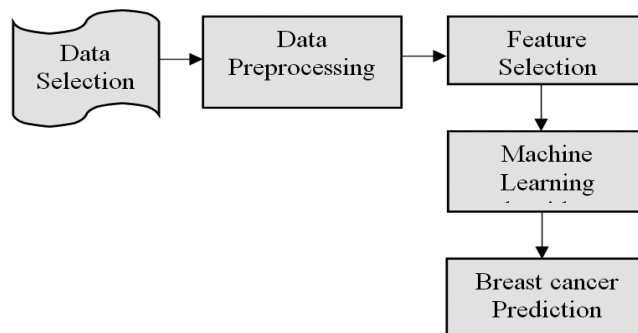 Data
Selection
Data
Preprocessing
Feature
Selection
Machine
Learning
Breast cancer
Prediction